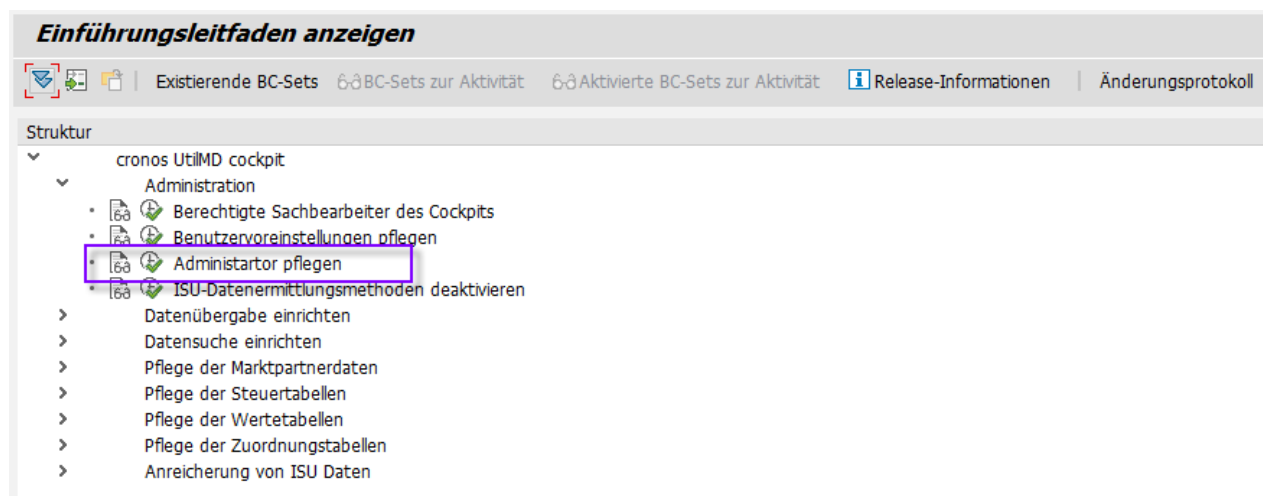 Einführungsleitfaden anzeigen
Existierende BC-Sets BC-Sets zur Aktivität Aktivierte BC-Sets zur Aktivität Release-Informationen Änderungsprotokoll
Struktur
cronos UtilMD cockpit
Administration
Berechtigte Sachbearbeiter des Cockpits
Benutzervoreinstellungen pflegen
Administartor pflegen
ISU-Datenermittlungsmethoden deaktivieren
Datenübergabe einrichten
Datensuche einrichten
Pflege der Marktpartnerdaten
Pflege der Steuertabellen
Pflege der Wertetabellen
Pflege der Zuordnungstabellen
Anreicherung von ISU Daten